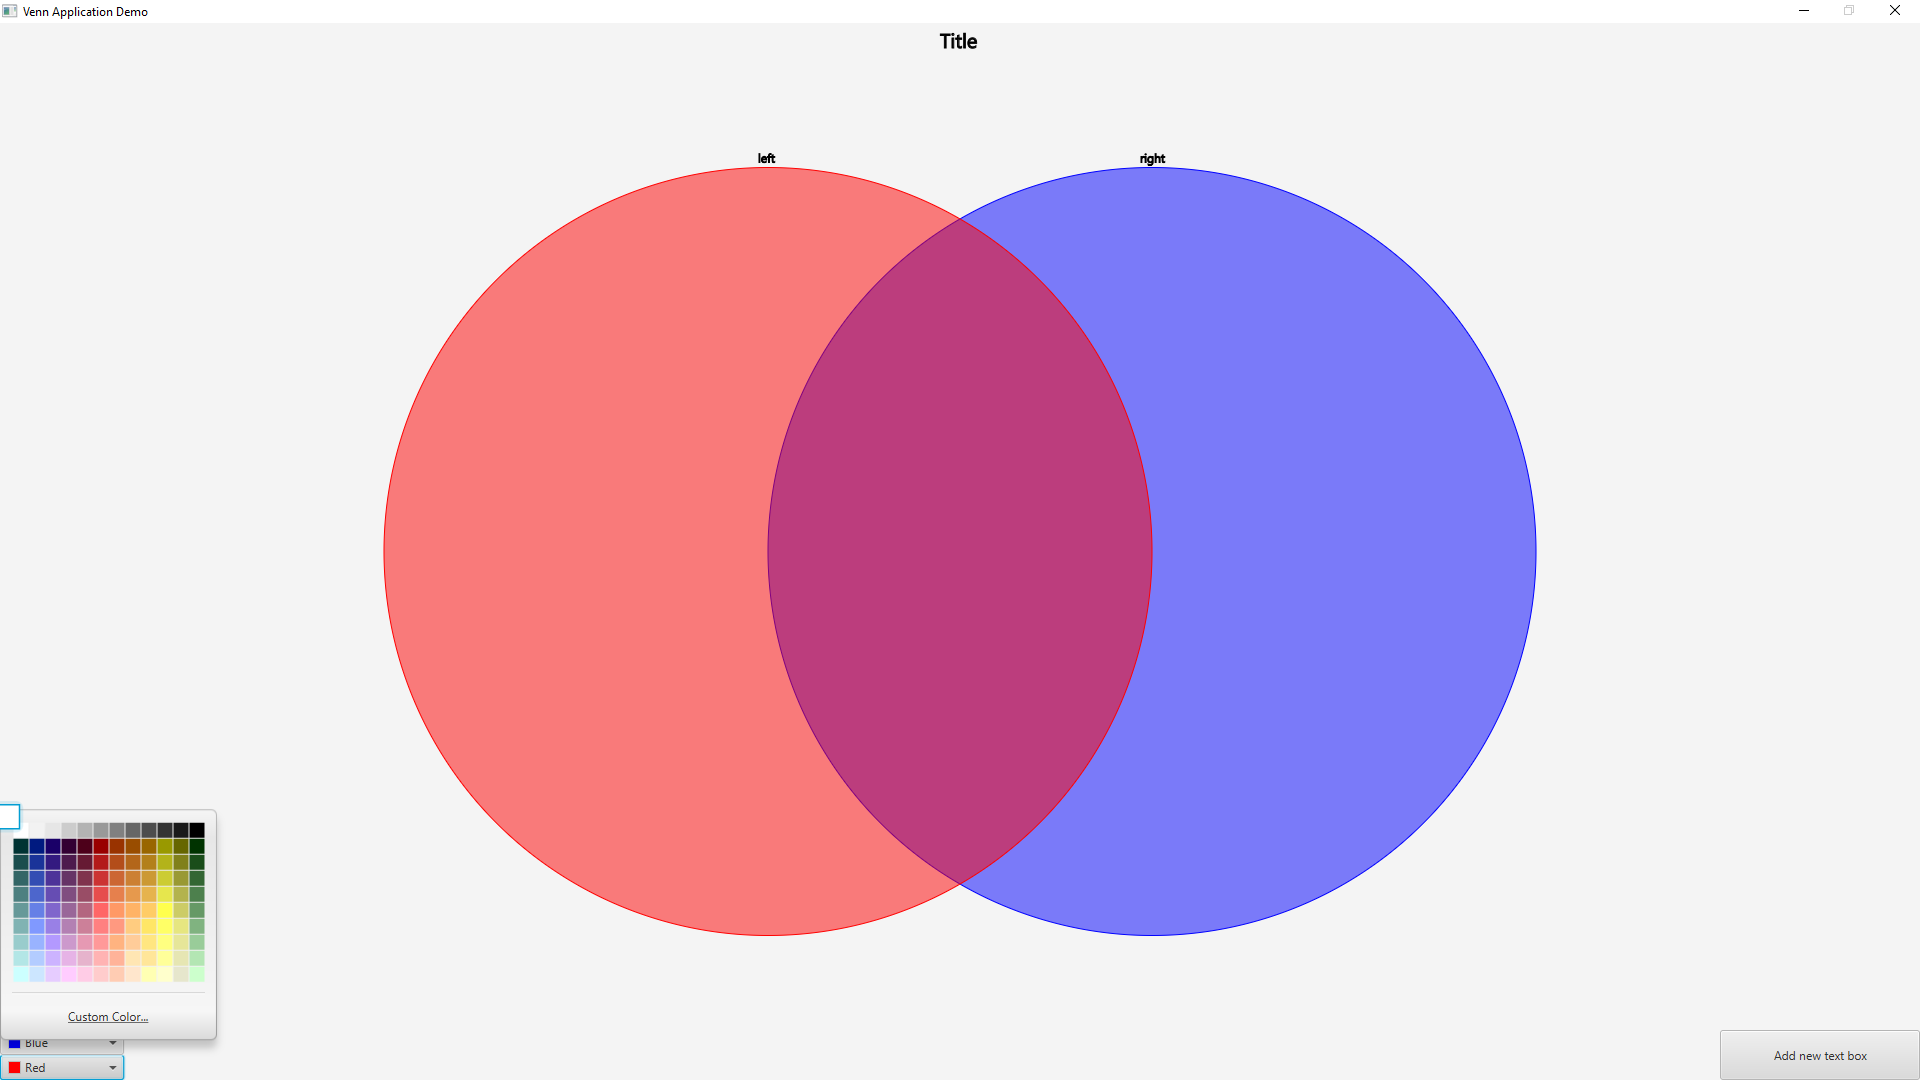 Venn Application Demo
Title
left
right
Custom Color...
Blue
Red
Add new text box